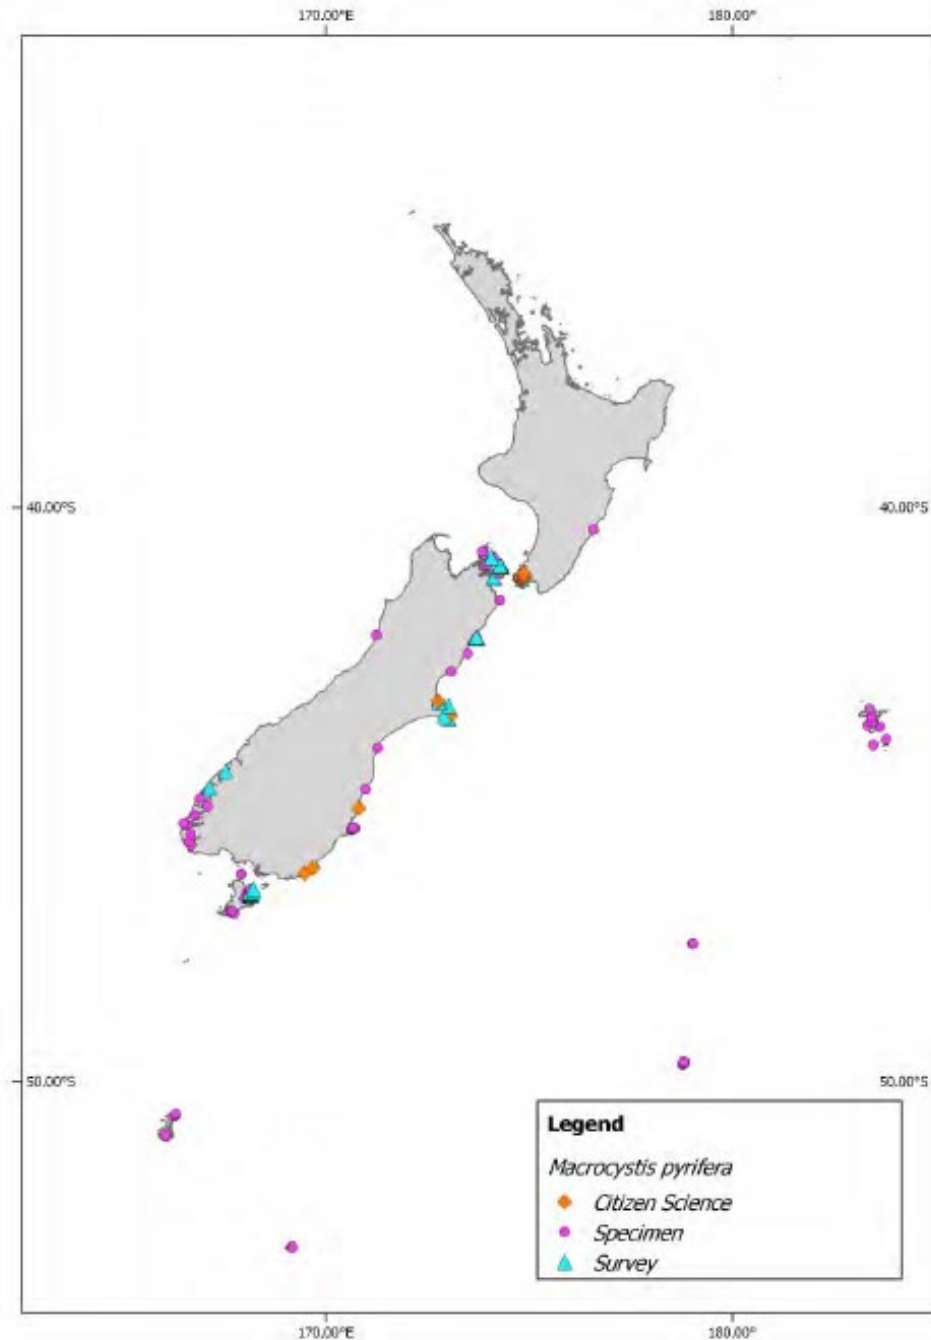 170.00°E 180.00°
40.00°S 40.00°S
50.00°S 50.00°S
Legend
Macrocystis pyrifera
Citizen Science
Specimen
Survey
170.00°E 180.00°